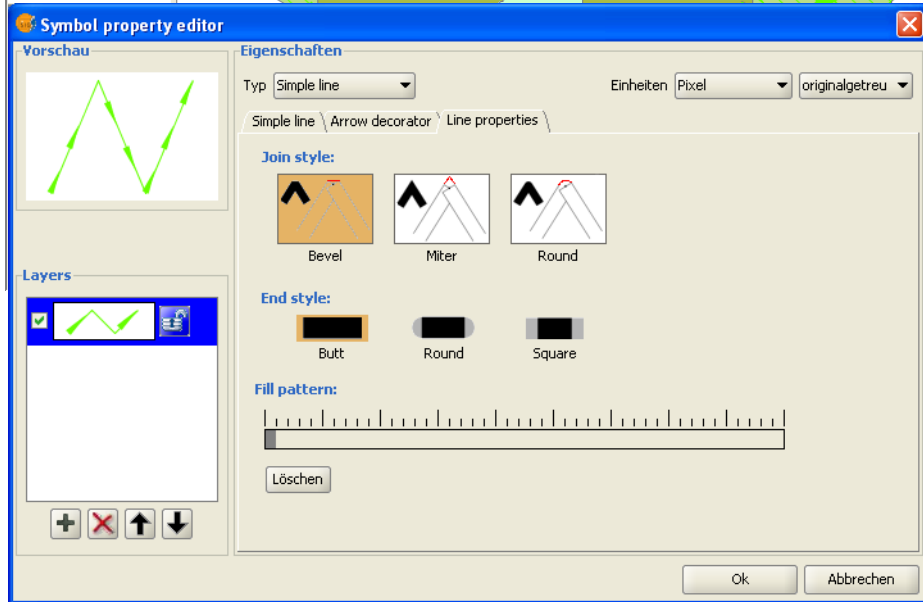 Symbol property editor
Vorschau
Eigenschaften
Typ Simple line
Einheiten Pixel originalgetreu
Simple line Arrow decorator Line properties
Join style:
Bevel Miter Round
Layers
End style:
Butt Round Square
Fill pattern:
Löschen
Ok Abbrechen